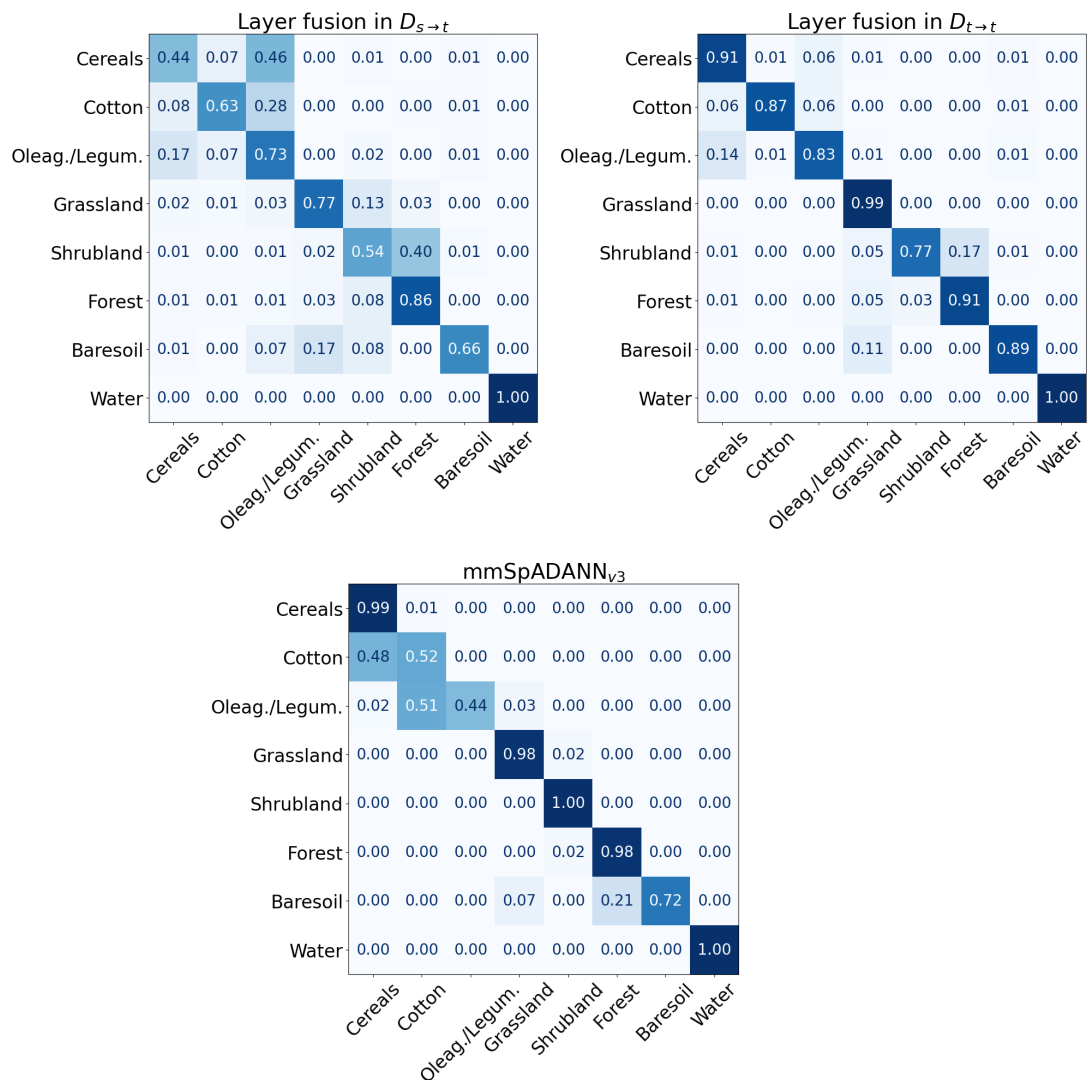 Layer fusion in D_{s→t}
Cereals 0.44 0.07 0.46 0.00 0.01 0.00 0.01 0.00
Cotton 0.08 0.63 0.28 0.00 0.00 0.00 0.01 0.00
Oleag./Legum. 0.17 0.07 0.73 0.00 0.02 0.00 0.01 0.00
Grassland 0.02 0.01 0.03 0.77 0.13 0.03 0.00 0.00
Shrubland 0.01 0.00 0.01 0.02 0.54 0.40 0.01 0.00
Forest 0.01 0.01 0.01 0.03 0.08 0.86 0.00 0.00
Baresoil 0.01 0.00 0.07 0.17 0.08 0.00 0.66 0.00
Water 0.00 0.00 0.00 0.00 0.00 0.00 0.00 1.00
Cereals Cotton Oleag./Legum. Grassland Shrubland Forest Baresoil Water
Layer fusion in D_{t→t}
Cereals 0.91 0.01 0.06 0.01 0.00 0.00 0.01 0.00
Cotton 0.06 0.87 0.06 0.00 0.00 0.00 0.01 0.00
Oleag./Legum. 0.14 0.01 0.83 0.01 0.00 0.00 0.01 0.00
Grassland 0.00 0.00 0.00 0.99 0.00 0.00 0.00 0.00
Shrubland 0.01 0.00 0.00 0.05 0.77 0.17 0.01 0.00
Forest 0.01 0.00 0.00 0.05 0.03 0.91 0.00 0.00
Baresoil 0.00 0.00 0.00 0.11 0.00 0.00 0.89 0.00
Water 0.00 0.00 0.00 0.00 0.00 0.00 0.00 1.00
Cereals Cotton Oleag./Legum. Grassland Shrubland Forest Baresoil Water
mmSpADANN_{v3}
Cereals 0.99 0.01 0.00 0.00 0.00 0.00 0.00 0.00
Cotton 0.48 0.52 0.00 0.00 0.00 0.00 0.00 0.00
Oleag./Legum. 0.02 0.51 0.44 0.03 0.00 0.00 0.00 0.00
Grassland 0.00 0.00 0.00 0.98 0.02 0.00 0.00 0.00
Shrubland 0.00 0.00 0.00 0.00 1.00 0.00 0.00 0.00
Forest 0.00 0.00 0.00 0.00 0.02 0.98 0.00 0.00
Baresoil 0.00 0.00 0.00 0.07 0.00 0.21 0.72 0.00
Water 0.00 0.00 0.00 0.00 0.00 0.00 0.00 1.00
Cereals Cotton Oleag./Legum. Grassland Shrubland Forest Baresoil Water